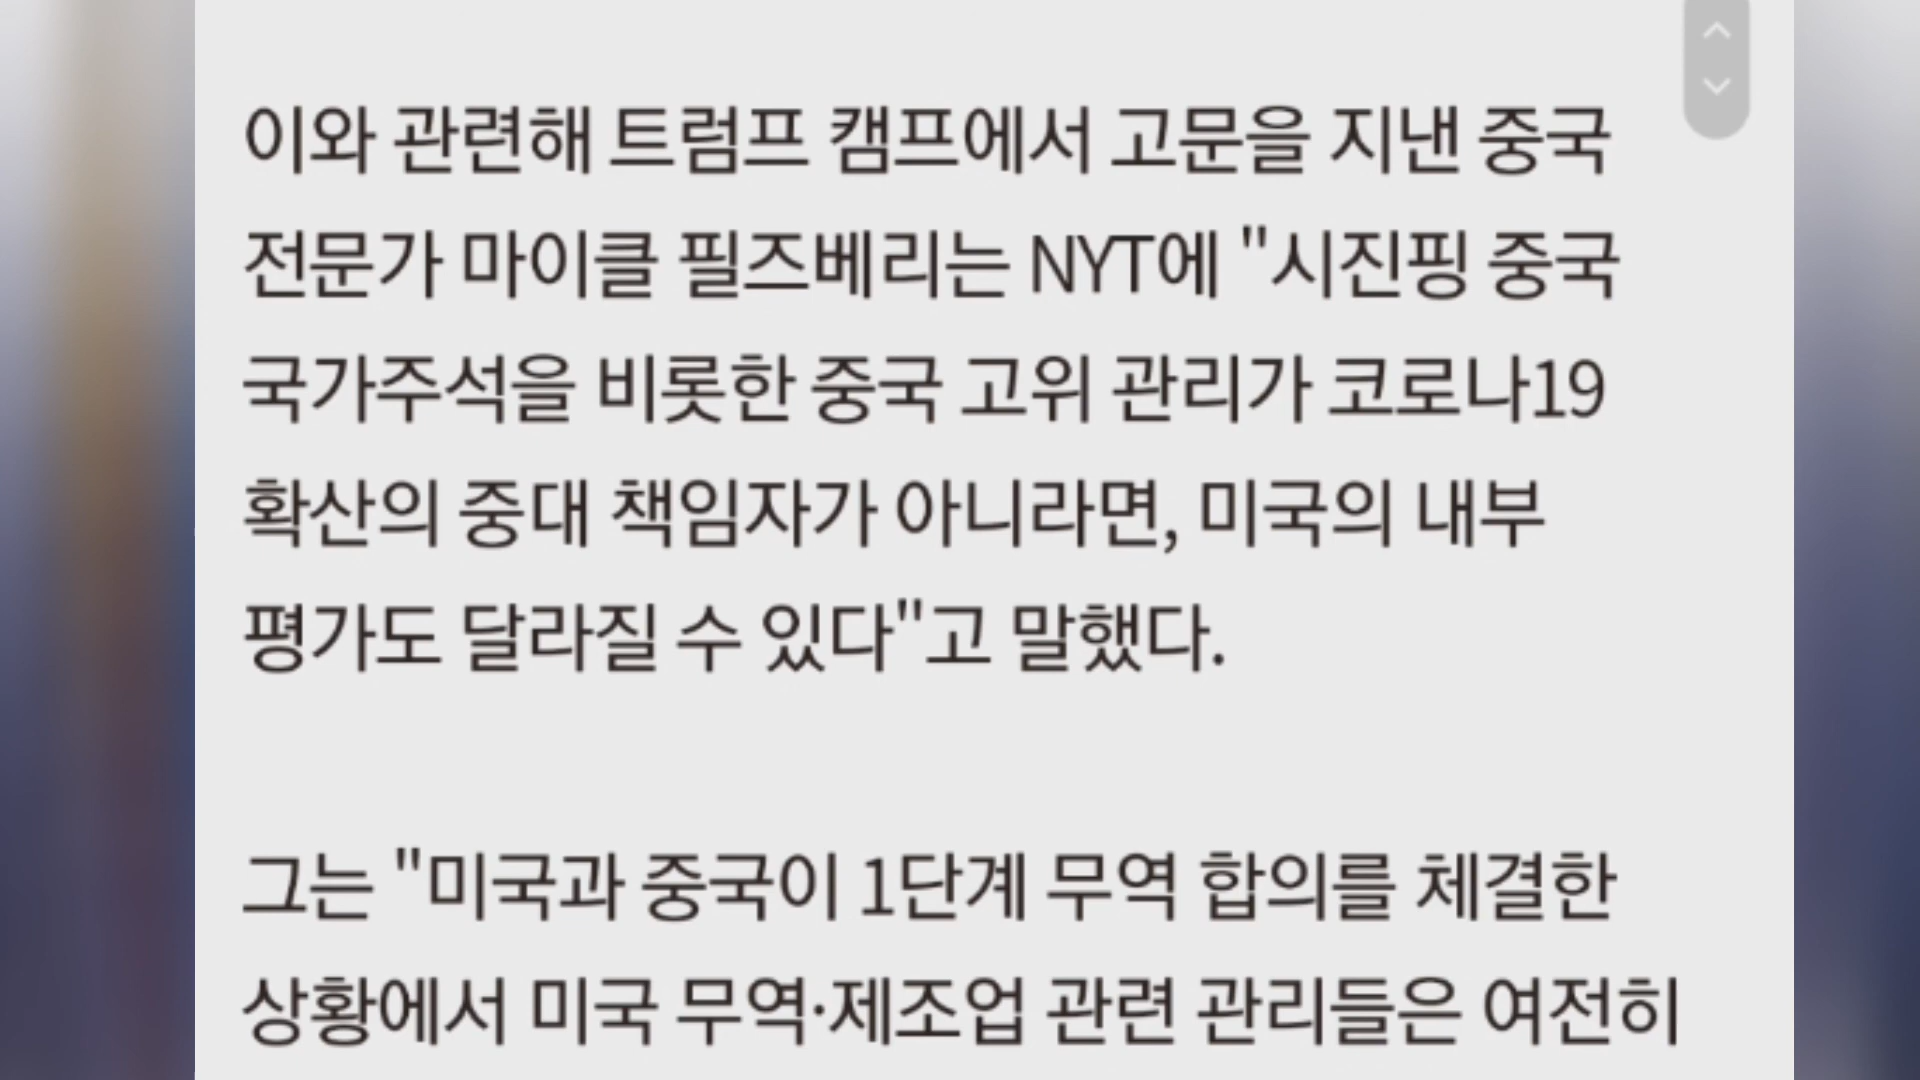 이와 관련해 트럼프 캠프에서 고문을 지낸 중국
전문가 마이클 필즈베리는 NYT에 "시진핑 중국
국가주석을 비롯한 중국 고위 관리가 코로나19
확산의 중대 책임자가 아니라면, 미국의 내부
평가도 달라질 수 있다"고 말했다.
그는 "미국과 중국이 1단계 무역 합의를 체결한
상황에서 미국 무역·제조업 관련 관리들은 여전히